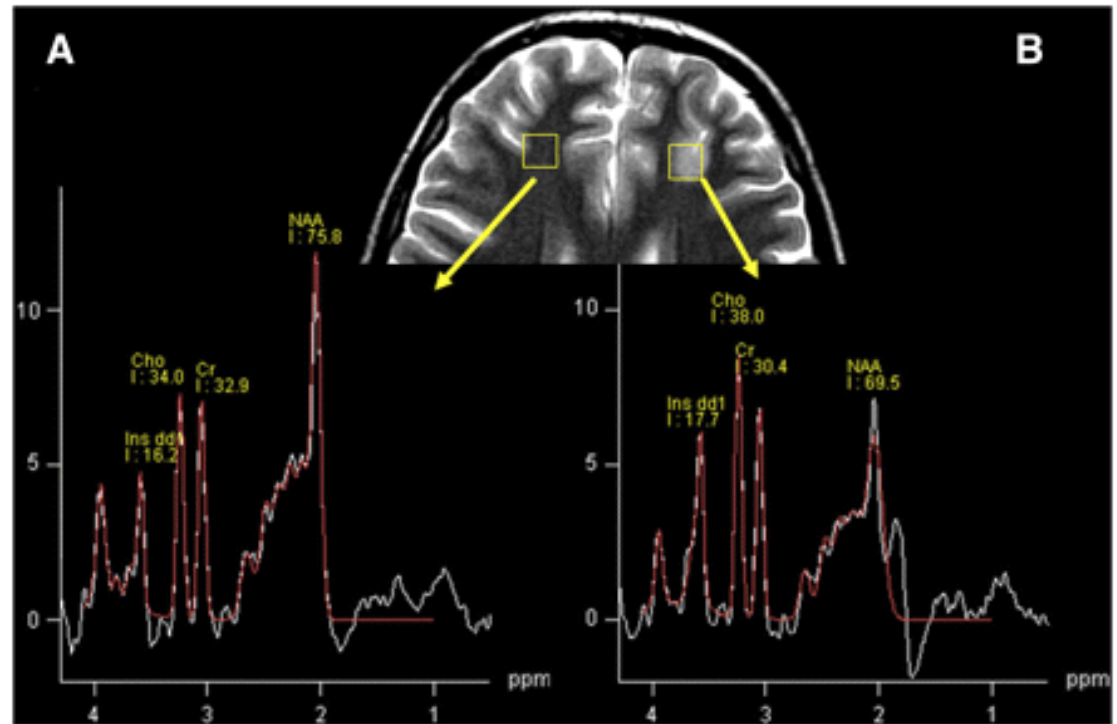 A
B
NAA
I : 75.8
Cho
I : 34.0
Cr
I : 32.9
Ins dd1
I : 16.2
10
5
0
4
3
2
1
ppm
Cho
I : 38.0
Cr
I : 30.4
NAA
I : 69.5
Ins dd1
I : 17.7
10
5
0
4
3
2
1
ppm